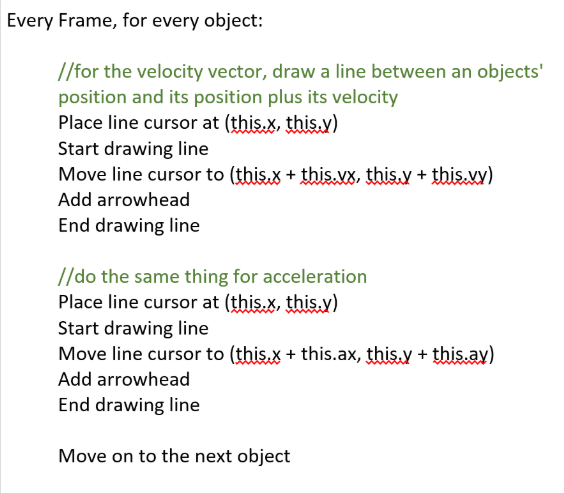 Every Frame, for every object:
//for the velocity vector, draw a line between an objects'
position and its position plus its velocity
Place line cursor at (this.x, this.y)
Start drawing line
Move line cursor to (this.x + this.vx, this.y + this.vy)
Add arrowhead
End drawing line
//do the same thing for acceleration
Place line cursor at (this.x, this.y)
Start drawing line
Move line cursor to (this.x + this.ax, this.y + this.ay)
Add arrowhead
End drawing line
Move on to the next object